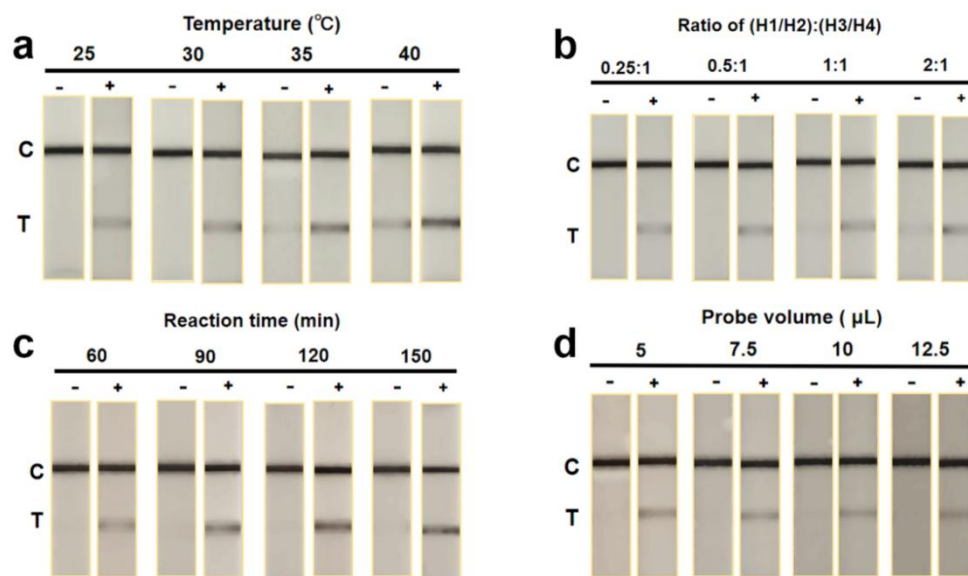 a
Temperature (°C)
25 30 35 40
- + - + - + - +
C
T
b
Ratio of (H1/H2):(H3/H4)
0.25:1 0.5:1 1:1 2:1
- + - + - + - +
C
T
c
Reaction time (min)
60 90 120 150
- + - + - + - +
C
T
d
Probe volume ( µL)
5 7.5 10 12.5
- + - + - + - +
C
T